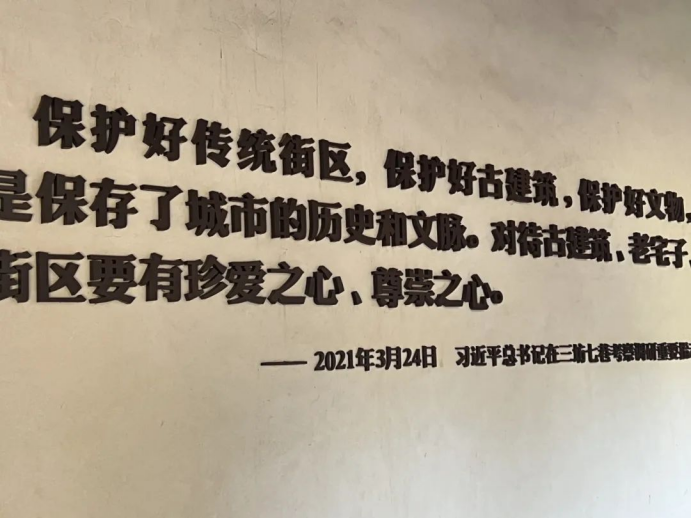 保护好传统街区，保护好古建筑，保护好文物，
是保存了城市的历史和文脉。对待古建筑、老宅子、
街区要有珍爱之心、尊崇之心。
—— 2021年3月24日 习近平总书记在三坊七巷考察调研重要指